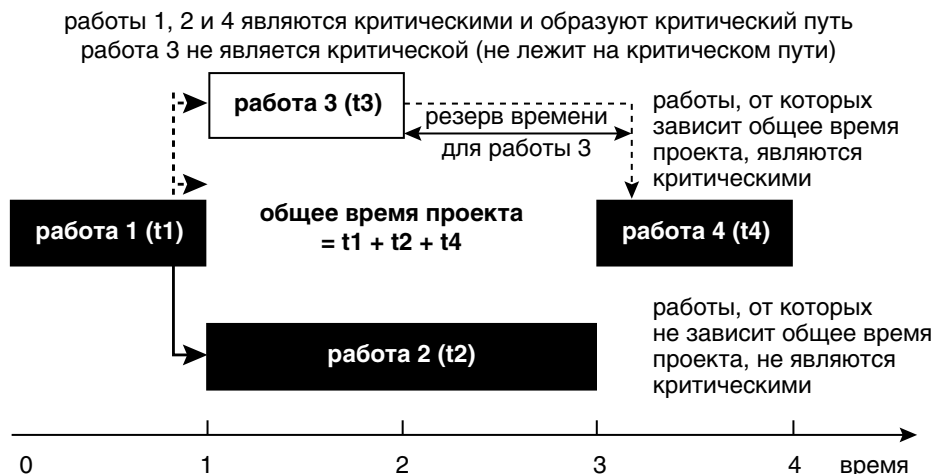 работы 1, 2 и 4 являются критическими и образуют критический путь
работа 3 не является критической (не лежит на критическом пути)
работа 3 (t3)
резерв времени
для работы 3
работы, от которых
зависит общее время
проекта, являются
критическими
работа 1 (t1)
общее время проекта
= t1 + t2 + t4
работа 4 (t4)
работа 2 (t2)
работы, от которых
не зависит общее время
проекта, не являются
критическими
0 1 2 3 4 время